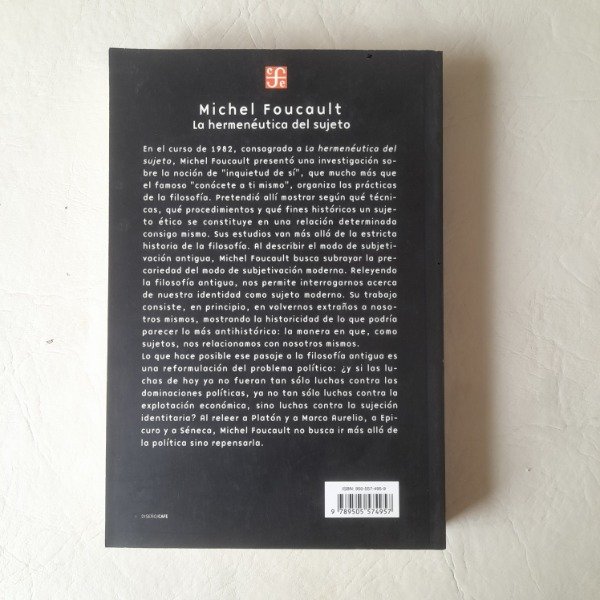 cfe
Michel Foucault
La hermenéutica del sujeto
En el curso de 1982, consagrado a La hermenéutica del
sujeto, Michel Foucault presentó una investigación so-
bre la noción de "inquietud de sí", que mucho más que
el famoso "conócete a ti mismo", organiza las prácticas
de la filosofía. Pretendió allí mostrar según qué técni-
cas, qué procedimientos y qué fines históricos un suje-
to ético se constituye en una relación determinada
consigo mismo. Sus estudios van más allá de la estricta
historia de la filosofía. Al describir el modo de subjeti-
vación antigua, Michel Foucault busca subrayar la pre-
cariedad del modo de subjetivación moderno. Releyendo
la filosofía antigua, nos permite interrogarnos acerca
de nuestra identidad como sujeto moderno. Su trabajo
consiste, en principio, en volvernos extraños a noso-
tros mismos, mostrando la historicidad de lo que podría
parecer lo más antihistórico: la manera en que, como
sujetos, nos relacionamos con nosotros mismos.
Lo que hace posible ese pasaje a la filosofía antigua es
una reformulación del problema político: ¿y si las lu-
chas de hoy ya no fueran tan sólo luchas contra las
dominaciones políticas, ya no tan sólo luchas contra la
explotación económica, sino luchas contra la sujeción
identitaria? Al releer a Platón y a Marco Aurelio, a Epi-
curo y a Séneca, Michel Foucault no busca ir más allá de
la política sino repensarla.
ISBN: 950-557-495-9
9 789505 574957
DISEÑO/CAFE